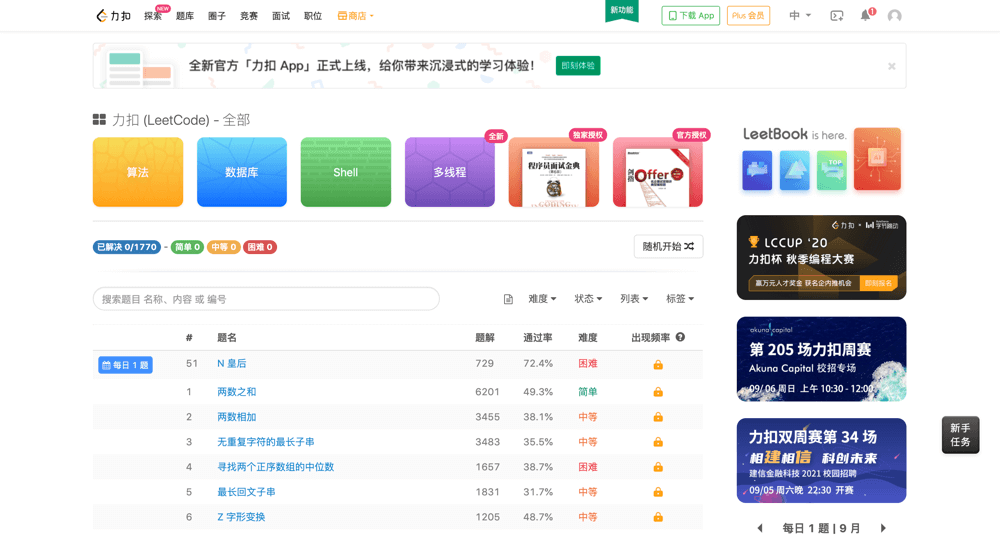 力扣 探索 NEW 题库 圈子 竞赛 面试 职位 商店 新功能 下载 App Plus 会员 中 1
全新官方「力扣 App」正式上线，给你带来沉浸式的学习体验！ 即刻体验
力扣 (LeetCode) - 全部
全新 独家授权 官方授权
算法 数据库 Shell 多线程 程序员面试金典 剑指Offer
LeetBook is here.
TOP AI
已解决 0/1770 - 简单 0 中等 0 困难 0 随机开始
力扣 × 字节跳动
LCCUP ‘20
力扣杯 秋季编程大赛
赢万元人才奖金 获名企内推机会 即刻报名
搜索题目 名称、内容 或 编号 难度 状态 列表 标签
# 题名 题解 通过率 难度 出现频率
每日 1 题 51 N 皇后 729 72.4% 困难
1 两数之和 6201 49.3% 简单
2 两数相加 3455 38.1% 中等
3 无重复字符的最长子串 3483 35.5% 中等
4 寻找两个正序数组的中位数 1657 38.7% 困难
5 最长回文子串 1831 31.7% 中等
6 Z 字形变换 1205 48.7% 中等
akuna capital
第 205 场力扣周赛
Akuna Capital 校招专场
09/ 06 周日 上午 10:30 - 12:00
力扣双周赛第 34 场
相建相信 科创未来
建信金融科技 2021 校园招聘
09/05 周六晚 22:30 开赛
新手
任务
每日 1 题 | 9 月